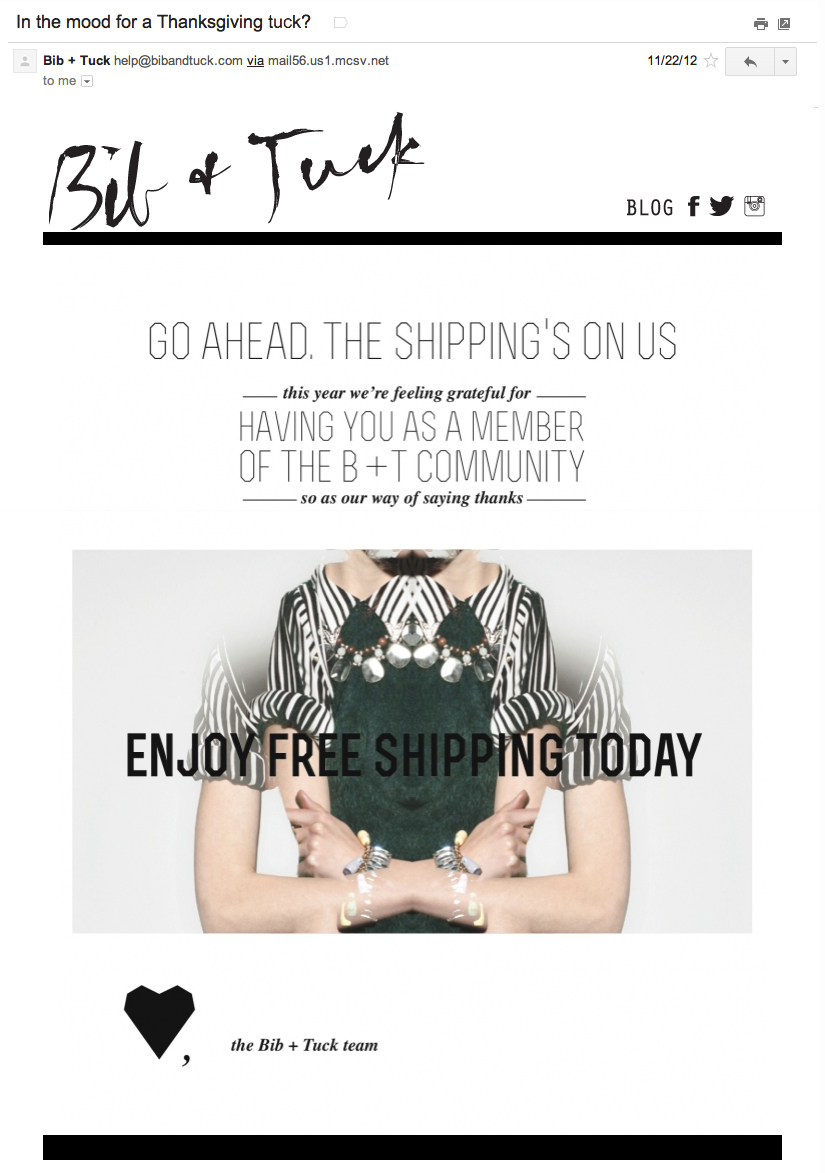 In the mood for a Thanksgiving tuck?
Bib + Tuck help@bibandtuck.com via mail56.us1.mcsv.net 11/22/12
to me
Bib + Tuck
BLOG
GO AHEAD. THE SHIPPING'S ON US
this year we're feeling grateful for
HAVING YOU AS A MEMBER
OF THE B+T COMMUNITY
so as our way of saying thanks
ENJOY FREE SHIPPING TODAY
,
the Bib + Tuck team